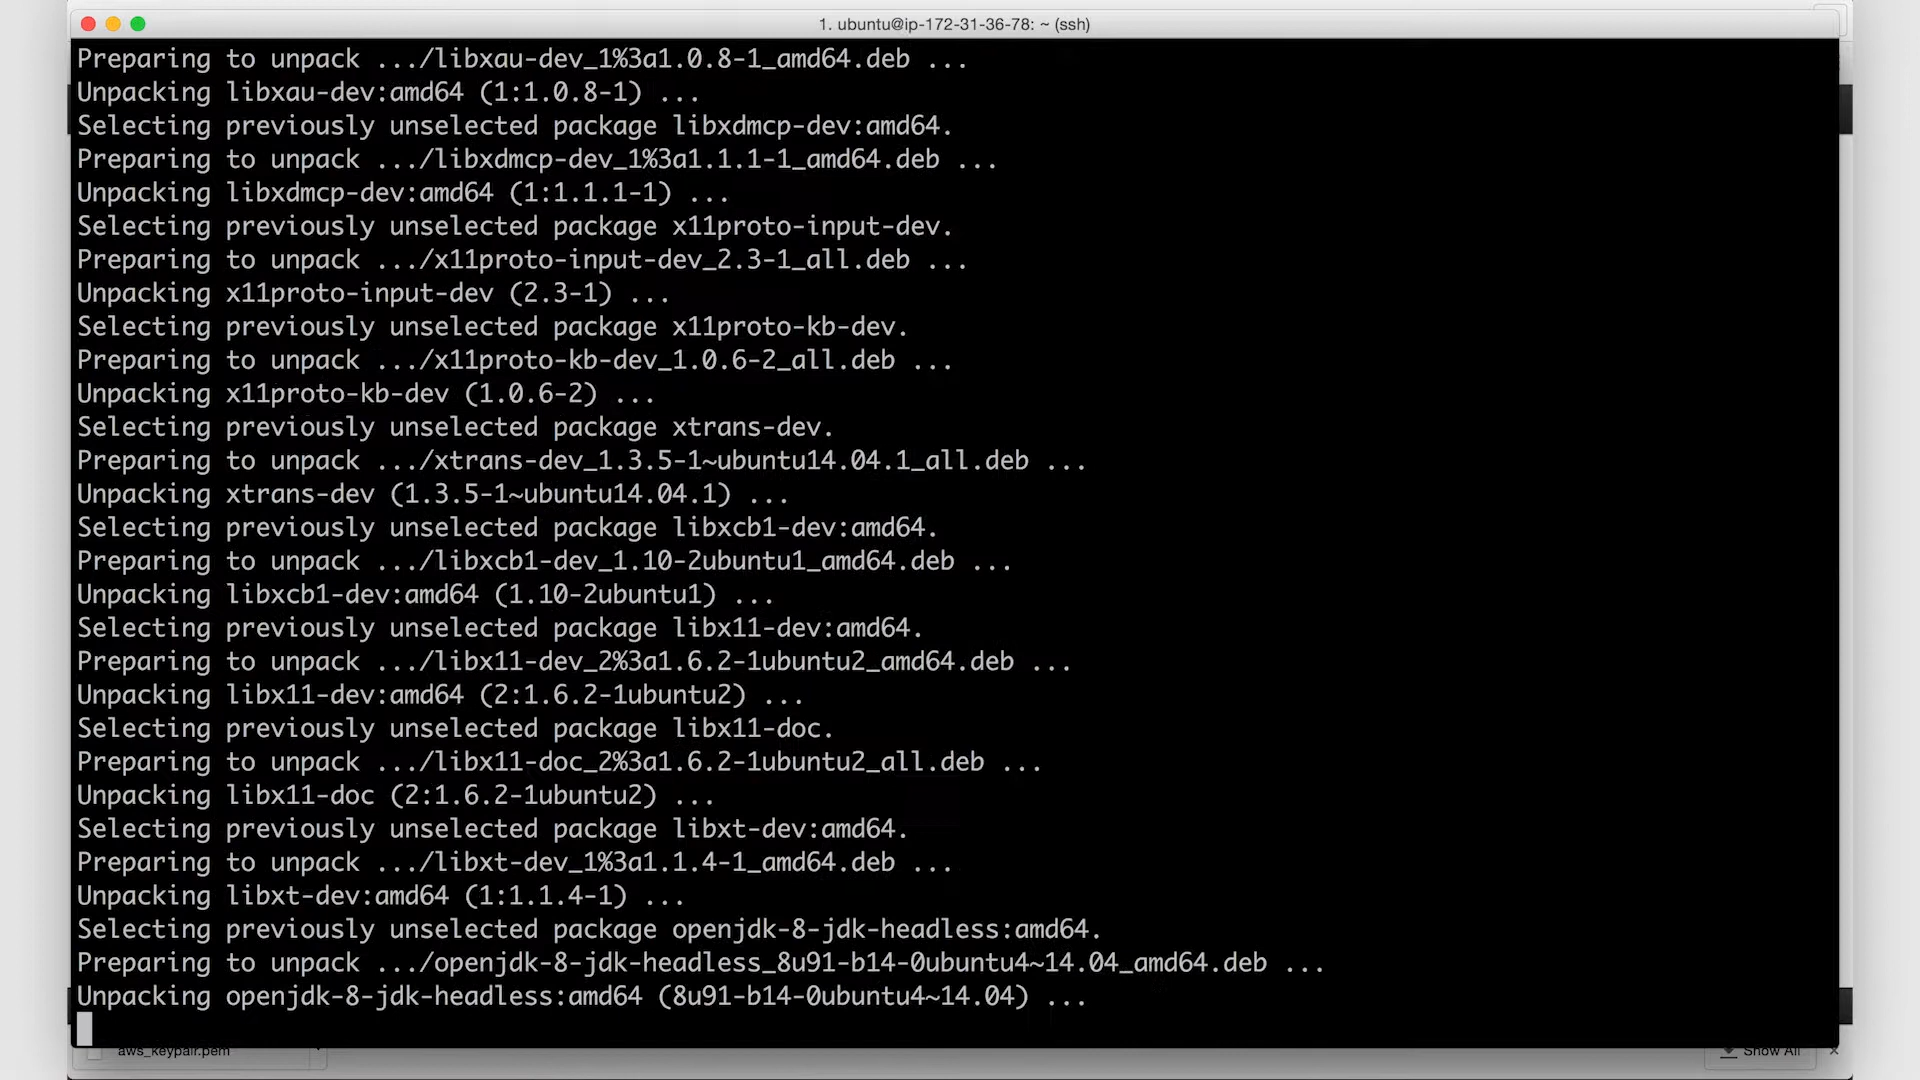 1. ubuntu@ip-172-31-36-78: ~ (ssh)
Preparing to unpack .../libxau-dev_1%3a1.0.8-1_amd64.deb ...
Unpacking libxau-dev:amd64 (1:1.0.8-1) ...
Selecting previously unselected package libxdmcp-dev:amd64.
Preparing to unpack .../libxdmcp-dev_1%3a1.1.1-1_amd64.deb ...
Unpacking libxdmcp-dev:amd64 (1:1.1.1-1) ...
Selecting previously unselected package x11proto-input-dev.
Preparing to unpack .../x11proto-input-dev_2.3-1_all.deb ...
Unpacking x11proto-input-dev (2.3-1) ...
Selecting previously unselected package x11proto-kb-dev.
Preparing to unpack .../x11proto-kb-dev_1.0.6-2_all.deb ...
Unpacking x11proto-kb-dev (1.0.6-2) ...
Selecting previously unselected package xtrans-dev.
Preparing to unpack .../xtrans-dev_1.3.5-1~ubuntu14.04.1_all.deb ...
Unpacking xtrans-dev (1.3.5-1~ubuntu14.04.1) ...
Selecting previously unselected package libxcb1-dev:amd64.
Preparing to unpack .../libxcb1-dev_1.10-2ubuntu1_amd64.deb ...
Unpacking libxcb1-dev:amd64 (1.10-2ubuntu1) ...
Selecting previously unselected package libx11-dev:amd64.
Preparing to unpack .../libx11-dev_2%3a1.6.2-1ubuntu2_amd64.deb ...
Unpacking libx11-dev:amd64 (2:1.6.2-1ubuntu2) ...
Selecting previously unselected package libx11-doc.
Preparing to unpack .../libx11-doc_2%3a1.6.2-1ubuntu2_all.deb ...
Unpacking libx11-doc (2:1.6.2-1ubuntu2) ...
Selecting previously unselected package libxt-dev:amd64.
Preparing to unpack .../libxt-dev_1%3a1.1.4-1_amd64.deb ...
Unpacking libxt-dev:amd64 (1:1.1.4-1) ...
Selecting previously unselected package openjdk-8-jdk-headless:amd64.
Preparing to unpack .../openjdk-8-jdk-headless_8u91-b14-0ubuntu4~14.04_amd64.deb ...
Unpacking openjdk-8-jdk-headless:amd64 (8u91-b14-0ubuntu4~14.04) ...
aws_keypair.pem
Show All